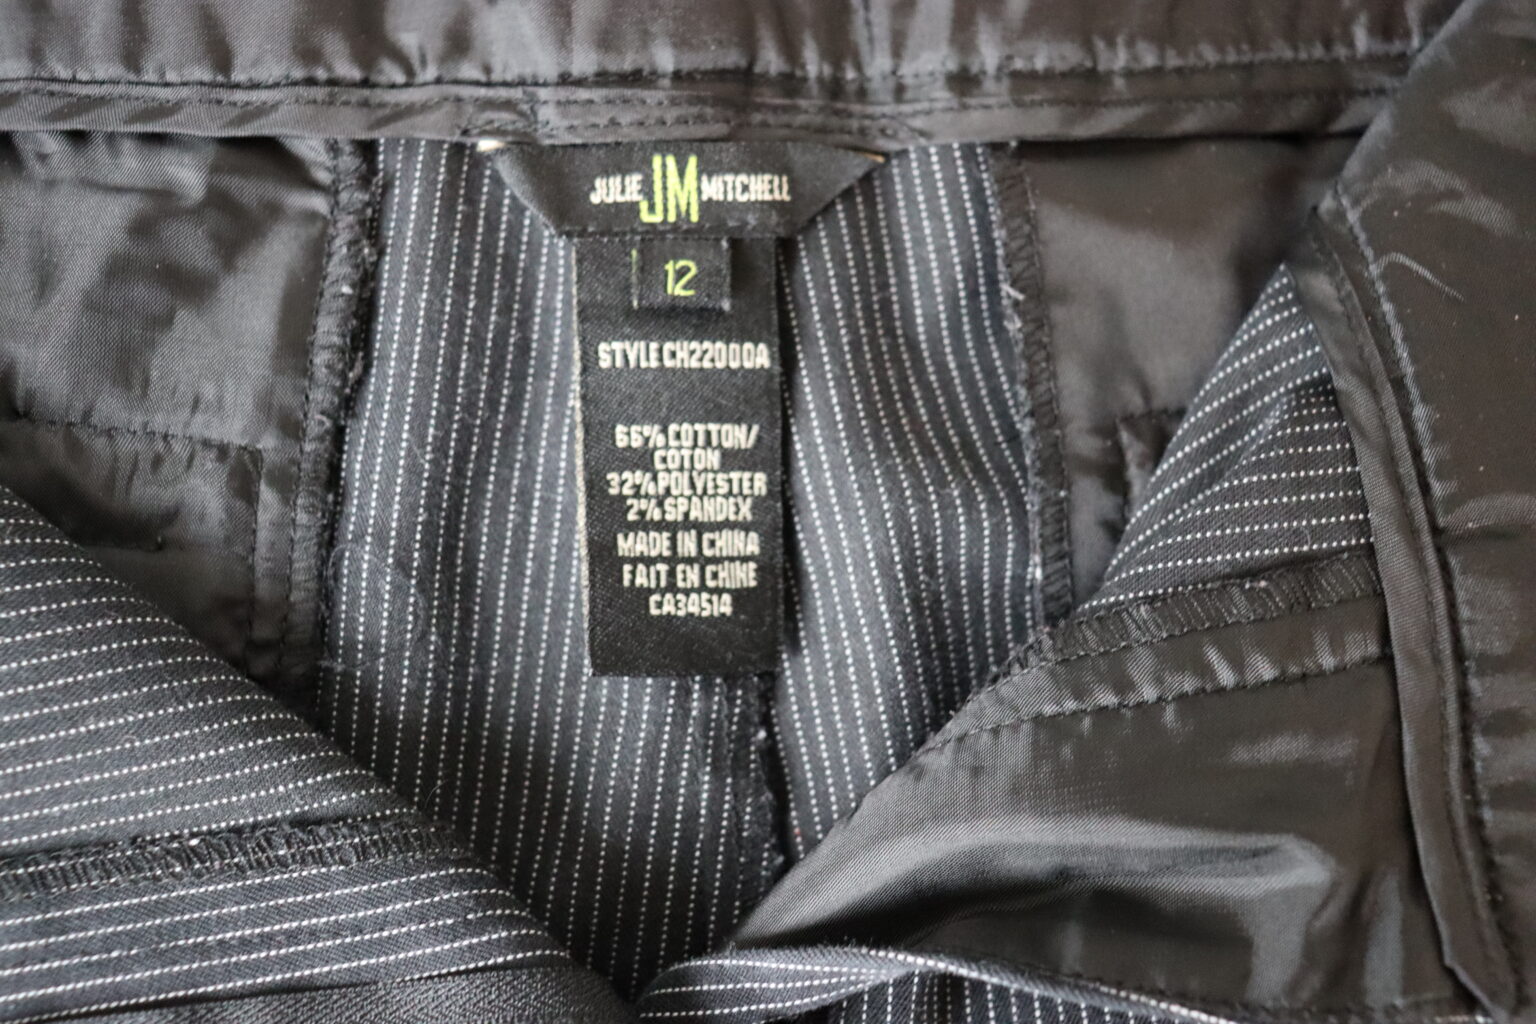 JULIE JM MITCHELL
12
STYLE CH22000A
66% COTTON/
COTON
32% POLYESTER
2% SPANDEX
MADE IN CHINA
FAIT EN CHINE
CA34514